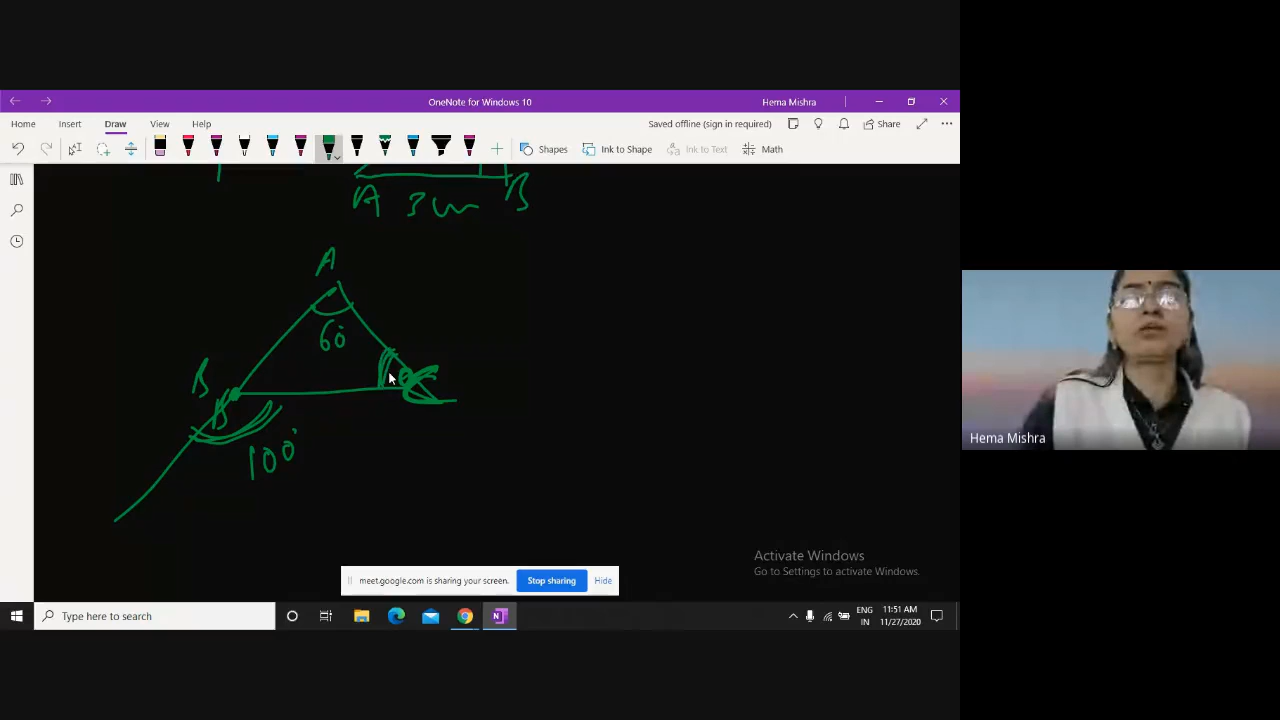 OneNote for Windows 10
Hema Mishra
Home Insert Draw View Help
Saved offline (sign in required)
Share
Shapes
Ink to Shape
Ink to Text
Math
A 3 cm B
A
60
B
B
100°
Hema Mishra
Activate Windows
Go to Settings to activate Windows.
meet.google.com is sharing your screen.
Stop sharing
Hide
Type here to search
ENG
IN
11:51 AM
11/27/2020